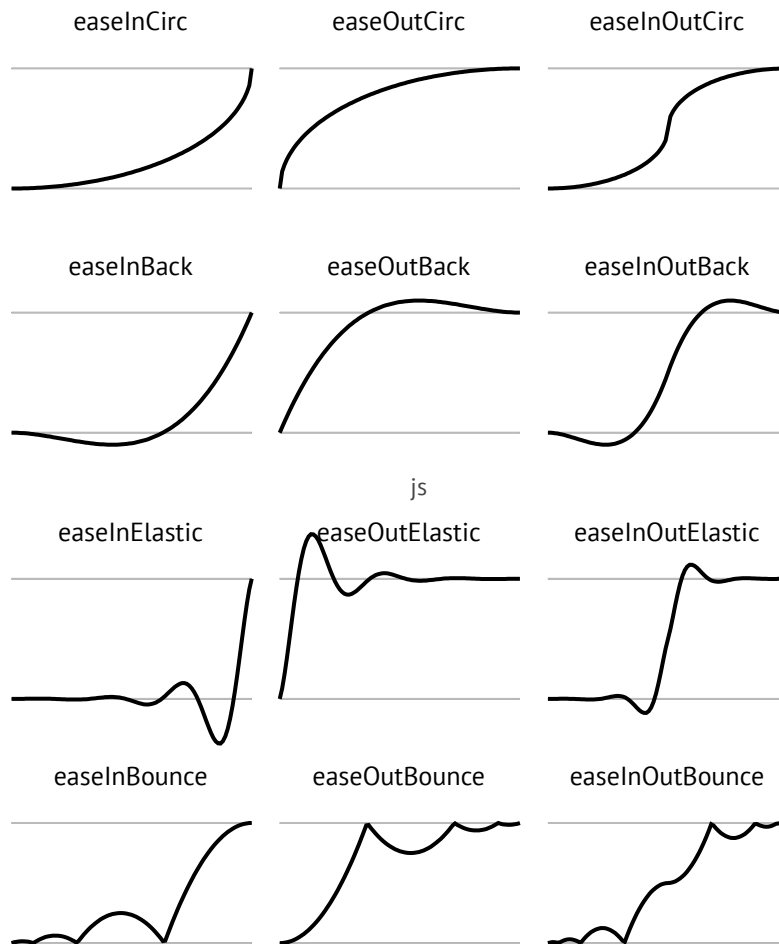 easeInCirc easeOutCirc easeInOutCirc
easeInBack easeOutBack easeInOutBack
js
easeInElastic easeOutElastic easeInOutElastic
easeInBounce easeOutBounce easeInOutBounce